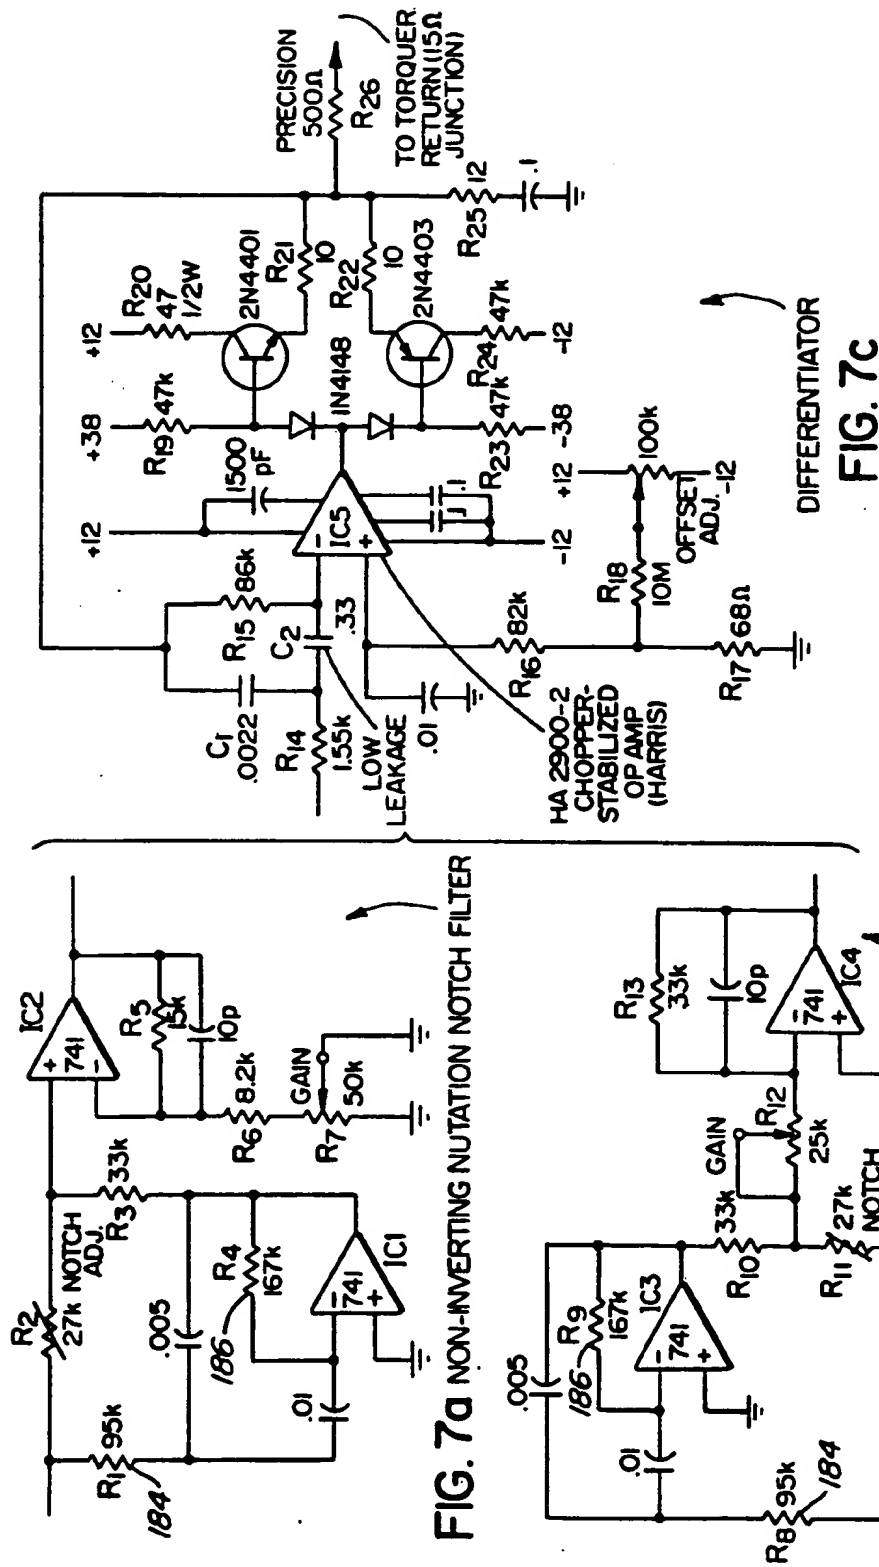 R2
27k NOTCH
ADJ.
R1 95k
184
R3
33k
.005
186
R4
167k
.01
-
741
+
IC1
IC2
+
741
-
R5
15k
10p
R6
8.2k
GAIN
R7
50k
FIG. 7a NON-INVERTING NUTATION NOTCH FILTER
.005
186
R9
167k
.01
IC3
-
741
+
R8 95k
184
33k
R10
R11
27k
NOTCH
GAIN
R12
25k
R13
33k
10p
-
741
+
IC4
C1
.0022
R14
1.55k
LOW
LEAKAGE
R15
86k
C2
.33
.01
HA 2900-2
CHOPPER-
STABILIZED
OP AMP
(HARRIS)
R16
82k
R17
68Ω
R18
10M
OFFSET
ADJ.
+12
100k
-12
+12
1500
pF
-
IC5
+
.1
.1
-12
+38
R19
47k
1N4148
R23
47k
-38
+12
R20
47
1/2W
2N4401
R21
10
R22
10
2N4403
R24
47k
-12
R25
12
.1
PRECISION
500Ω
R26
TO TORQUER
RETURN (15Ω
JUNCTION)
DIFFERENTIATOR
FIG. 7c